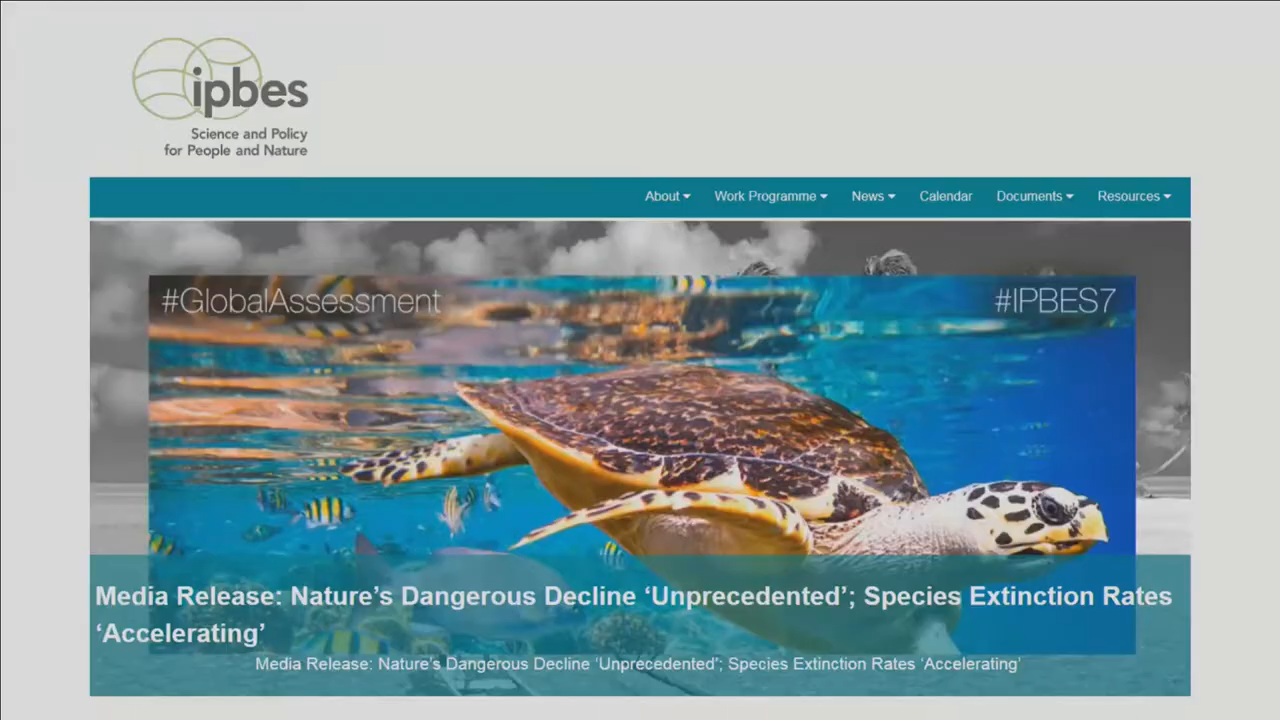 ipbes
Science and Policy
for People and Nature
About
Work Programme
News
Calendar
Documents
Resources
#GlobalAssessment
#IPBES7
Media Release: Nature’s Dangerous Decline ‘Unprecedented’; Species Extinction Rates
‘Accelerating’
Media Release: Nature’s Dangerous Decline ‘Unprecedented’; Species Extinction Rates ‘Accelerating’